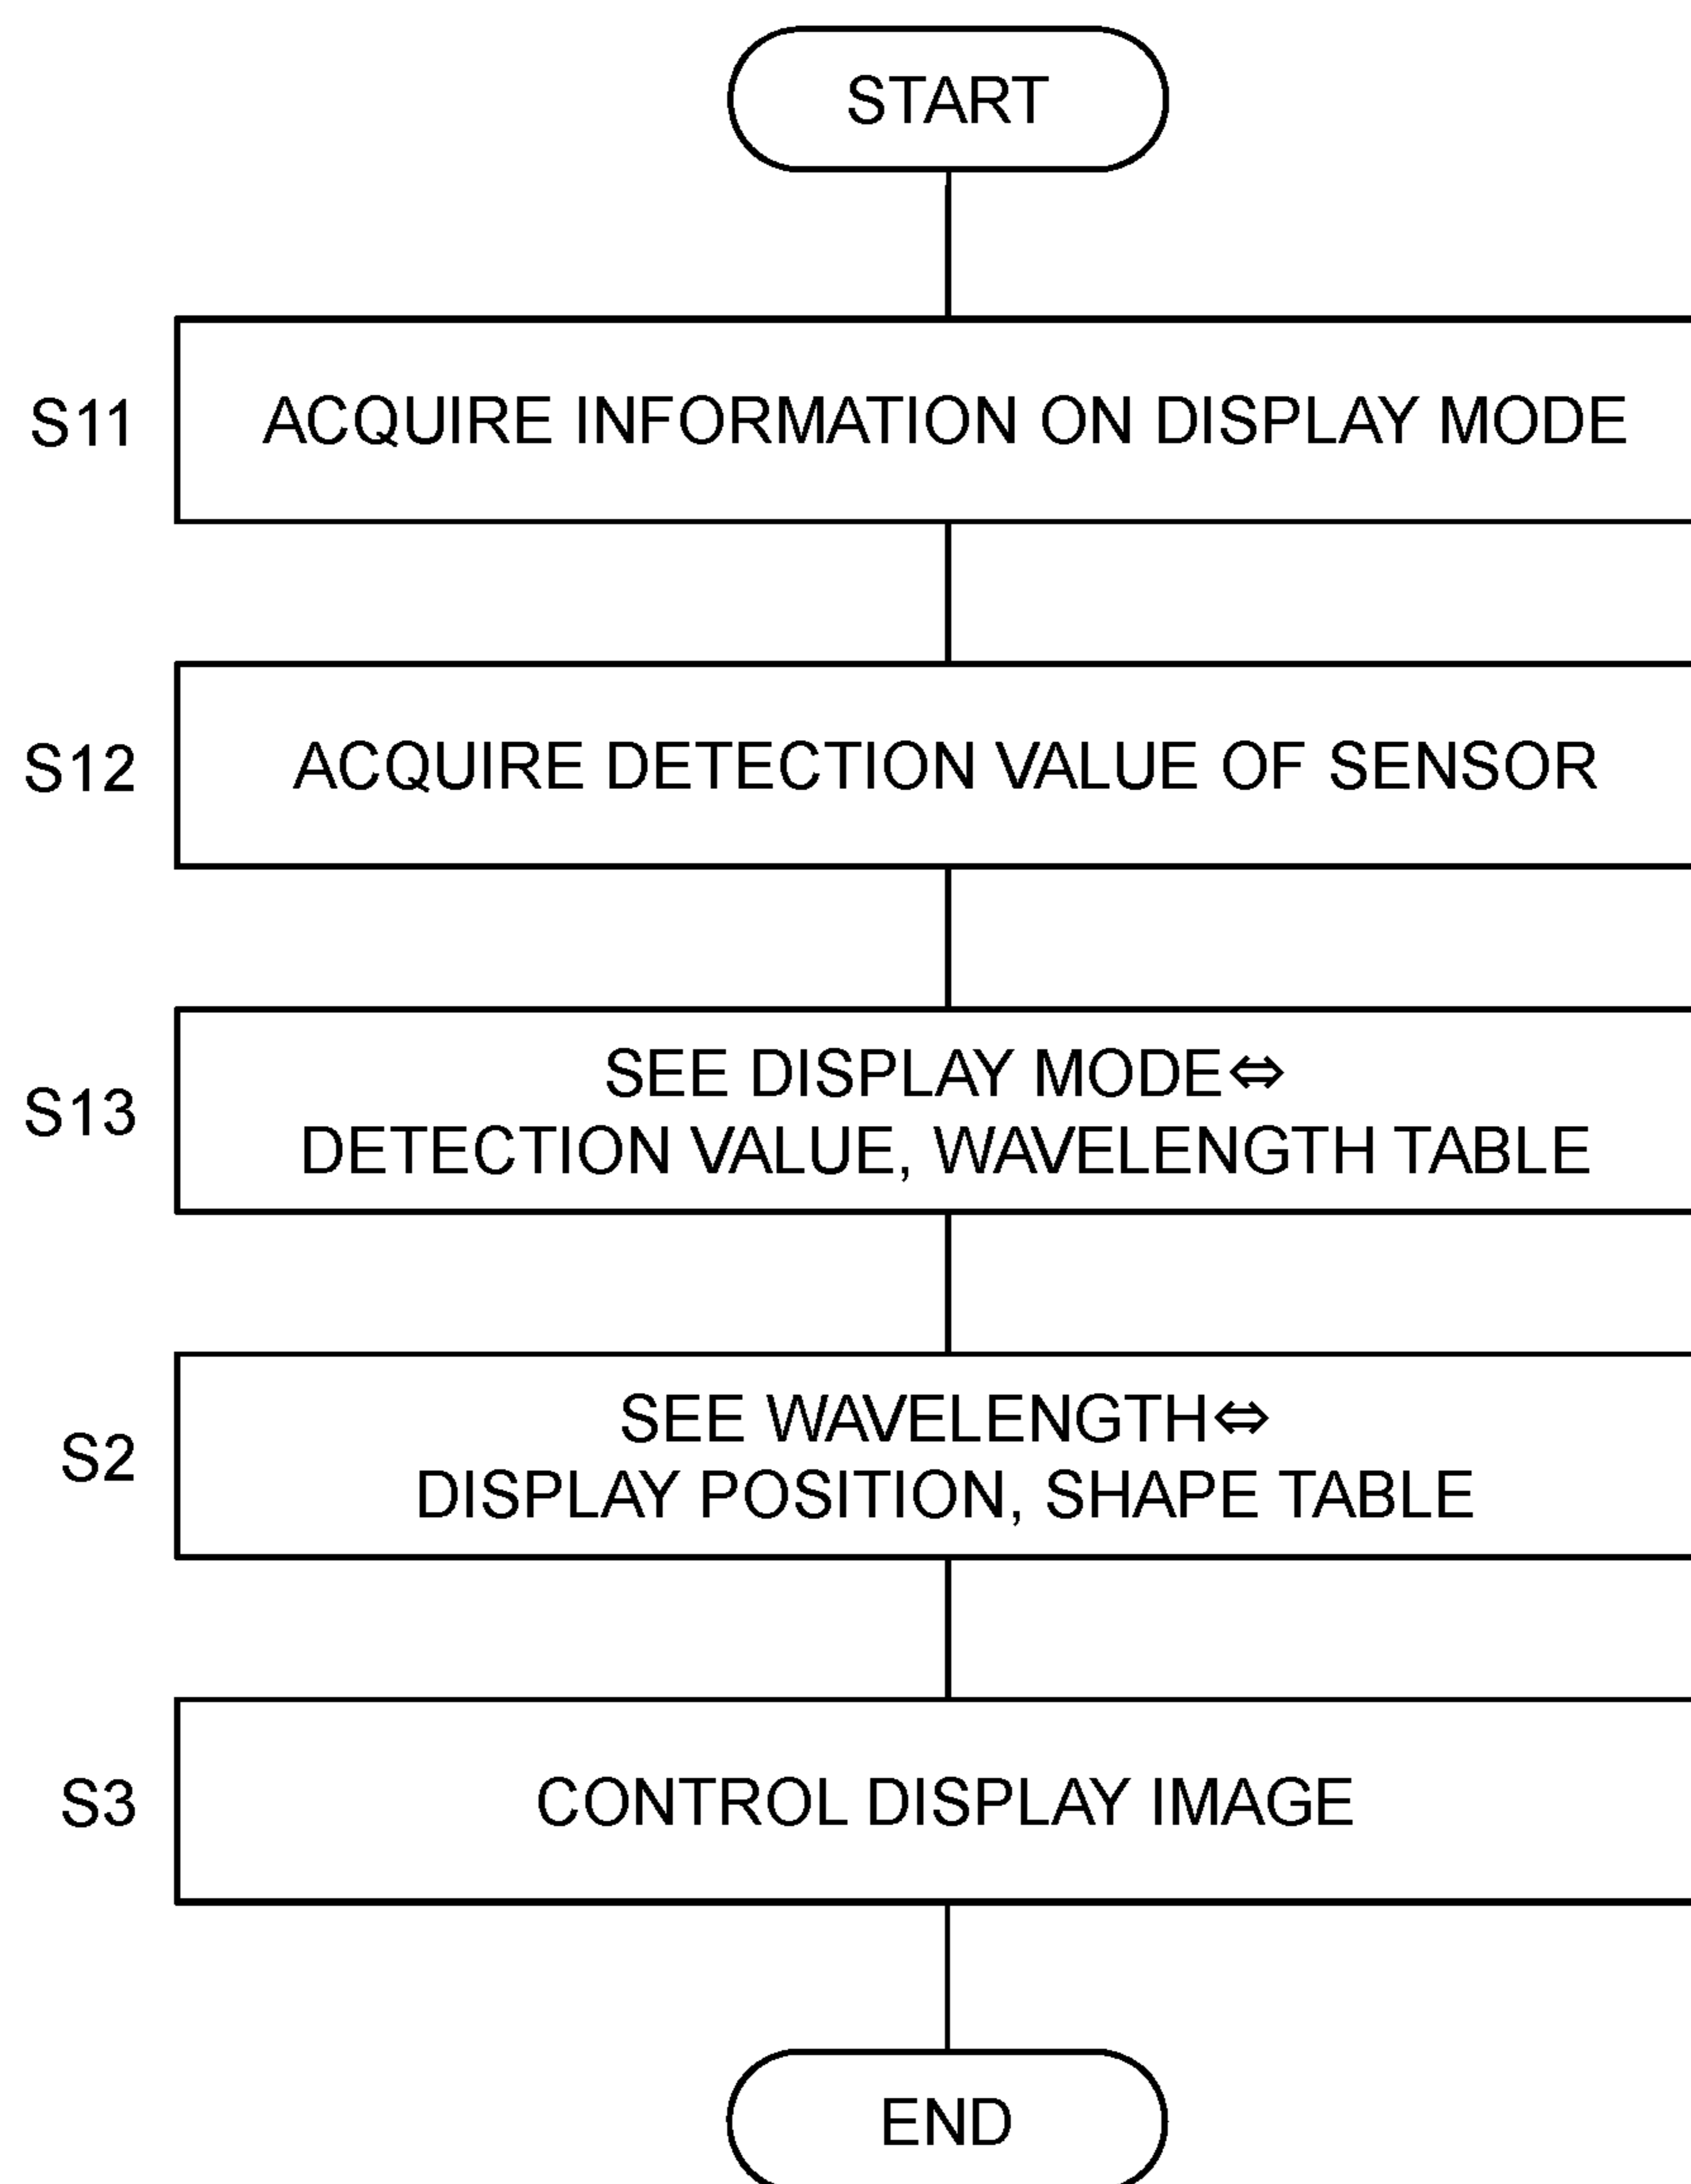 START
S11 ACQUIRE INFORMATION ON DISPLAY MODE
S12 ACQUIRE DETECTION VALUE OF SENSOR
SEE DISPLAY MODE⇔
S13 DETECTION VALUE, WAVELENGTH TABLE
SEE WAVELENGTH⇔
S2 DISPLAY POSITION, SHAPE TABLE
S3 CONTROL DISPLAY IMAGE
END